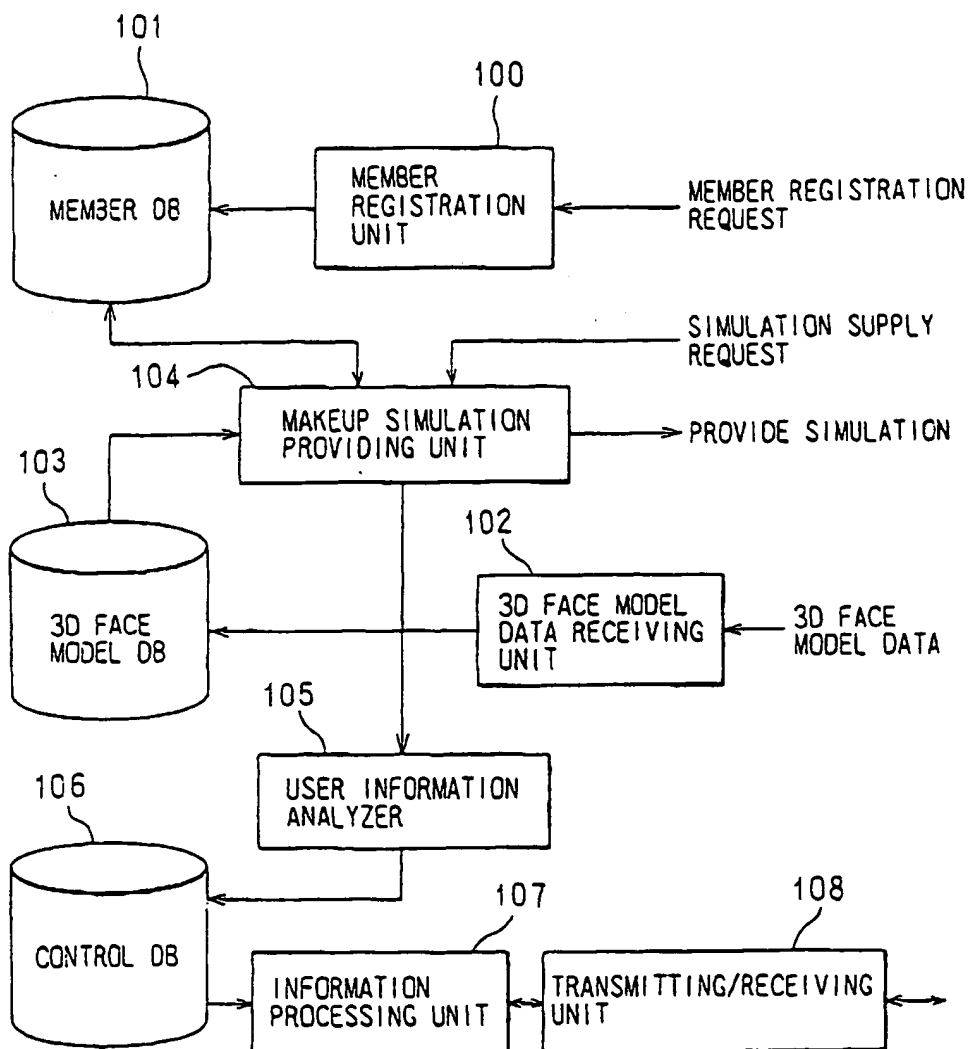 101
100
MEMBER DB
MEMBER
REGISTRATION
UNIT
MEMBER REGISTRATION
REQUEST
SIMULATION SUPPLY
REQUEST
104
MAKEUP SIMULATION
PROVIDING UNIT
PROVIDE SIMULATION
103
102
3D FACE
MODEL DB
3D FACE MODEL
DATA RECEIVING
UNIT
3D FACE
MODEL DATA
105
USER INFORMATION
ANALYZER
106
CONTROL DB
107
INFORMATION
PROCESSING UNIT
108
TRANSMITTING/RECEIVING
UNIT